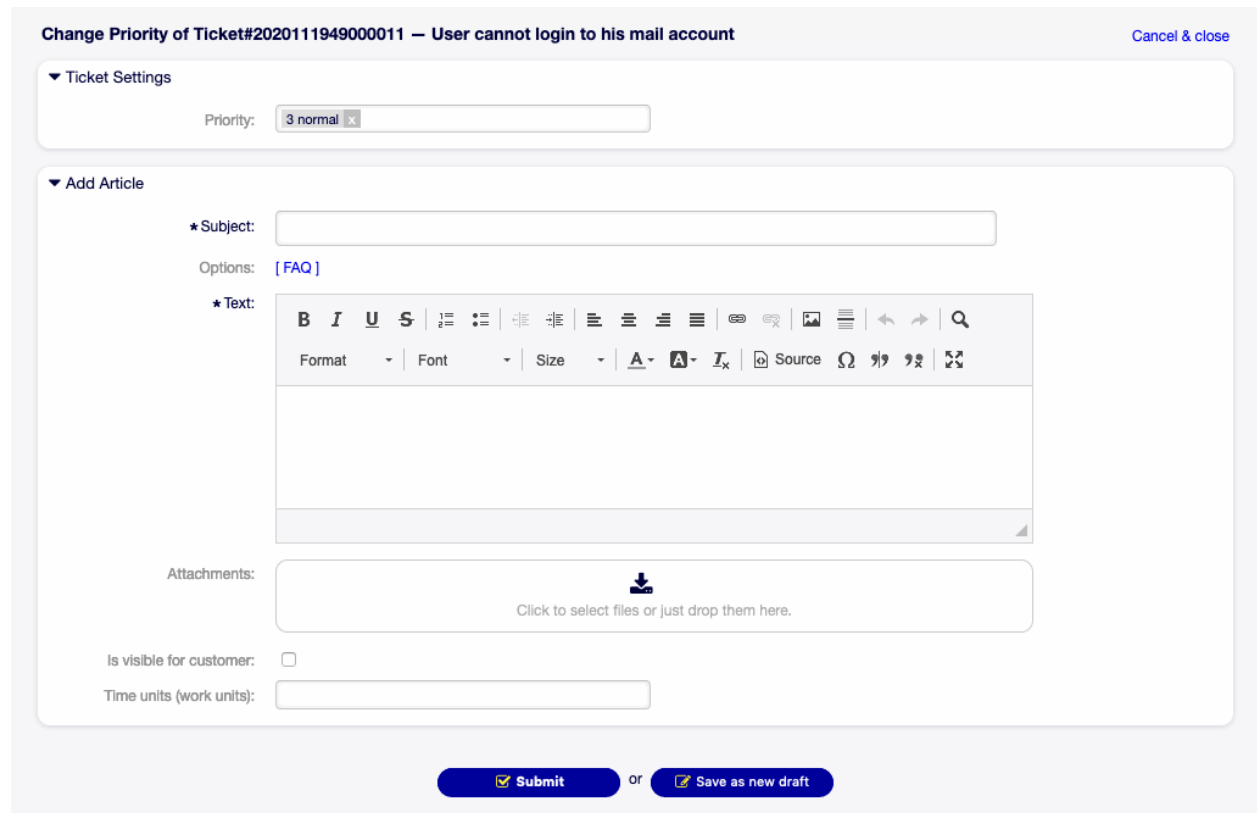 Change Priority of Ticket#2020111949000011 — User cannot login to his mail account
Cancel & close
Ticket Settings
Priority: 3 normal x
Add Article
* Subject:
Options: [ FAQ ]
* Text:
B I U S
Format Font Size A A Ix Source Ω
Attachments:
Click to select files or just drop them here.
Is visible for customer:
Time units (work units):
Submit or Save as new draft